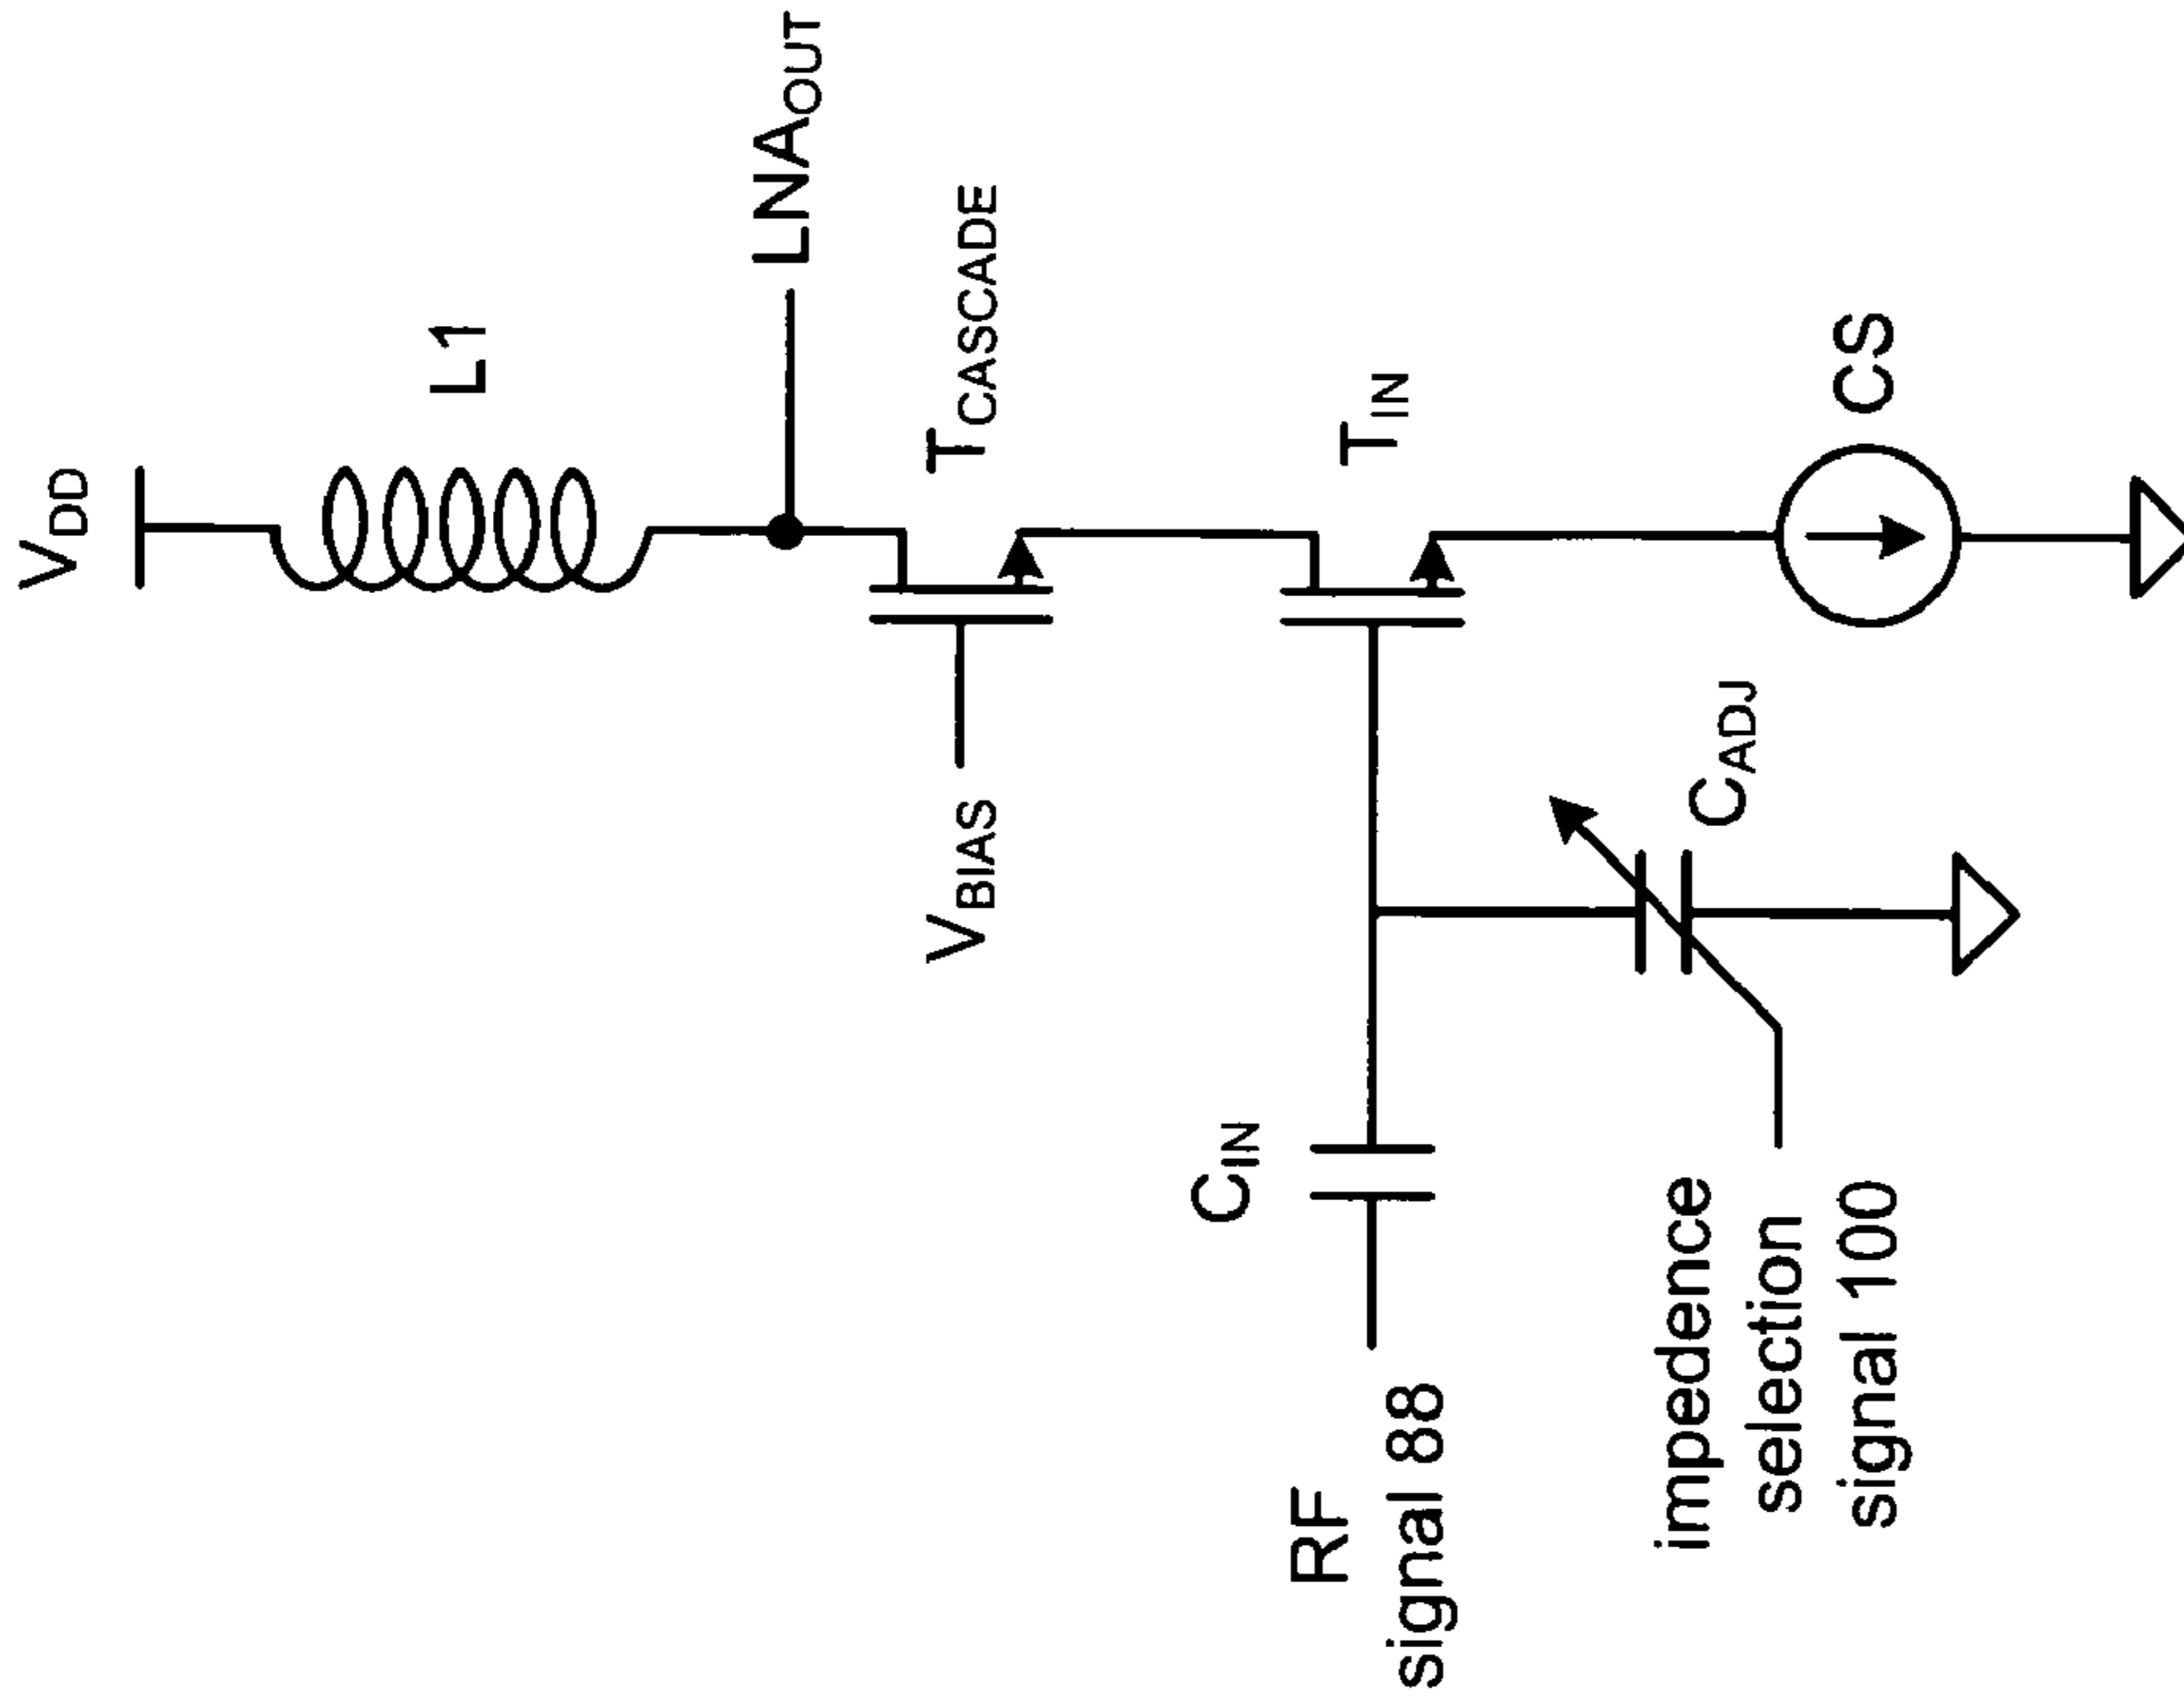 VDD
L1
LNAOUT
TCASCADE
VBIAS
TIN
CIN
RF
signal 88
CADJ
CS
impedence
selection
signal 100